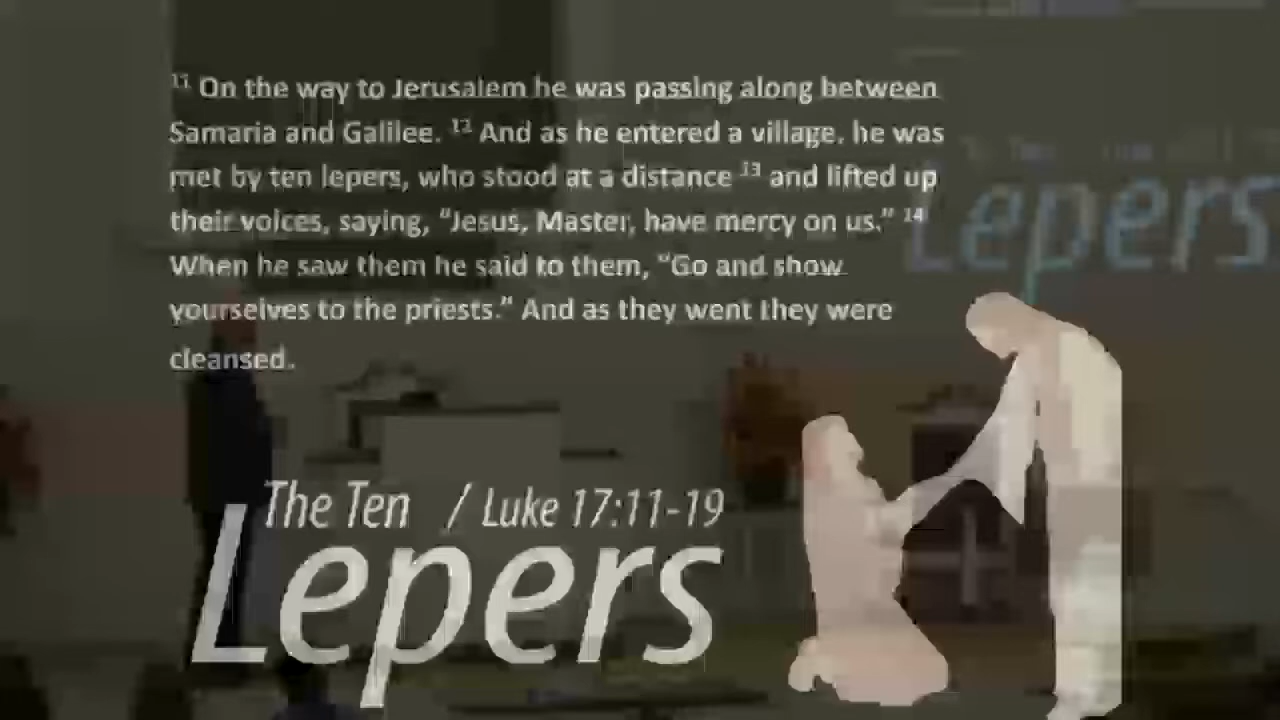 11 On the way to Jerusalem he was passing along between
Samaria and Galilee. 12 And as he entered a village, he was
met by ten lepers, who stood at a distance 13 and lifted up
their voices, saying, “Jesus, Master, have mercy on us.” 14
When he saw them he said to them, “Go and show
yourselves to the priests.” And as they went they were
cleansed.
Lepers
The Ten / Luke 17:11-19
Lepers